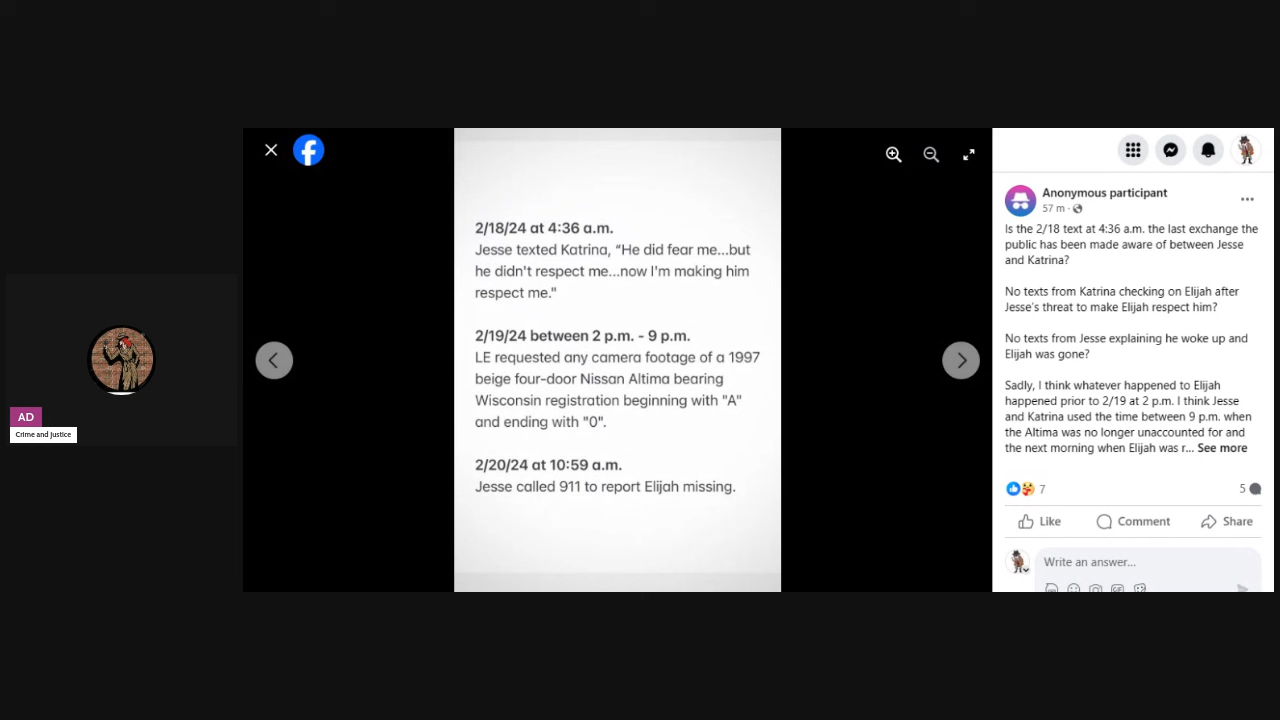 2/18/24 at 4:36 a.m.
Jesse texted Katrina, “He did fear me...but
he didn't respect me...now I'm making him
respect me."
2/19/24 between 2 p.m. - 9 p.m.
LE requested any camera footage of a 1997
beige four-door Nissan Altima bearing
Wisconsin registration beginning with "A"
and ending with "0".
2/20/24 at 10:59 a.m.
Jesse called 911 to report Elijah missing.
Anonymous participant
57 m ·
Is the 2/18 text at 4:36 a.m. the last exchange the
public has been made aware of between Jesse
and Katrina?
No texts from Katrina checking on Elijah after
Jesse's threat to make Elijah respect him?
No texts from Jesse explaining he woke up and
Elijah was gone?
Sadly, I think whatever happened to Elijah
happened prior to 2/19 at 2 p.m. I think Jesse
and Katrina used the time between 9 p.m. when
the Altima was no longer unaccounted for and
the next morning when Elijah was r... See more
7
5
Like
Comment
Share
Write an answer...
AD
Crime and Justice